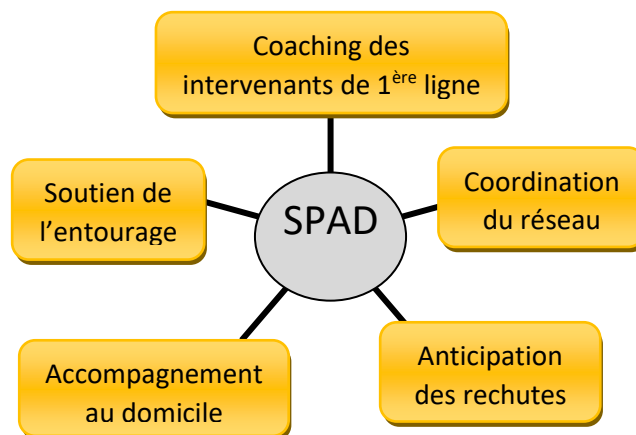 Coaching des
intervenants de 1ère ligne
Soutien de
l’entourage
SPAD
Coordination
du réseau
Accompagnement
au domicile
Anticipation
des rechutes